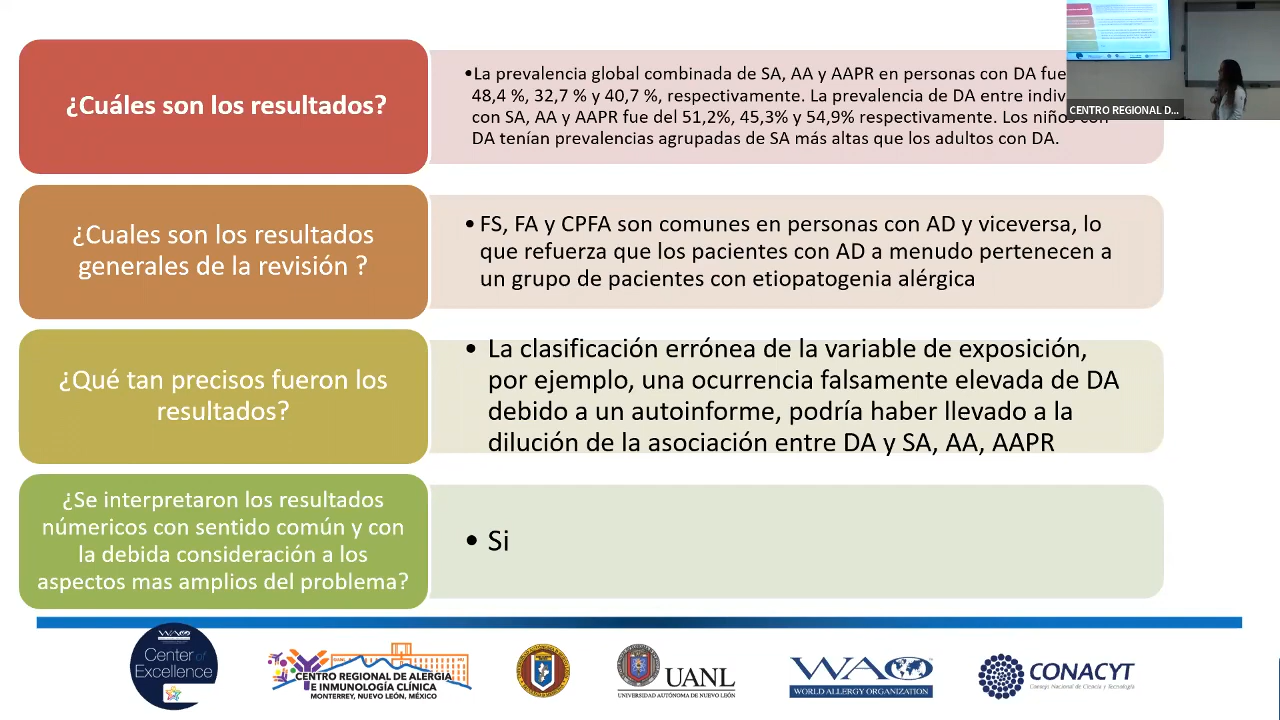 ¿Cuáles son los resultados?
•La prevalencia global combinada de SA, AA y AAPR en personas con DA fue
48,4 %, 32,7 % y 40,7 %, respectivamente. La prevalencia de DA entre indiv
con SA, AA y AAPR fue del 51,2%, 45,3% y 54,9% respectivamente. Los niños con
DA tenían prevalencias agrupadas de SA más altas que los adultos con DA.
CENTRO REGIONAL D...
¿Cuales son los resultados
generales de la revisión ?
•FS, FA y CPFA son comunes en personas con AD y viceversa, lo
que refuerza que los pacientes con AD a menudo pertenecen a
un grupo de pacientes con etiopatogenia alérgica
¿Qué tan precisos fueron los
resultados?
• La clasificación errónea de la variable de exposición,
por ejemplo, una ocurrencia falsamente elevada de DA
debido a un autoinforme, podría haber llevado a la
dilución de la asociación entre DA y SA, AA, AAPR
¿Se interpretaron los resultados
númericos con sentido común y con
la debida consideración a los
aspectos mas amplios del problema?
• Si
WAO
Center of
Excellence
CENTRO REGIONAL DE ALERGIA
E INMUNOLOGÍA CLÍNICA
MONTERREY, NUEVO LEÓN, MÉXICO
UANL
UNIVERSIDAD AUTÓNOMA DE NUEVO LEÓN
WAO
WORLD ALLERGY ORGANIZATION
CONACYT
Consejo Nacional de Ciencia y Tecnología